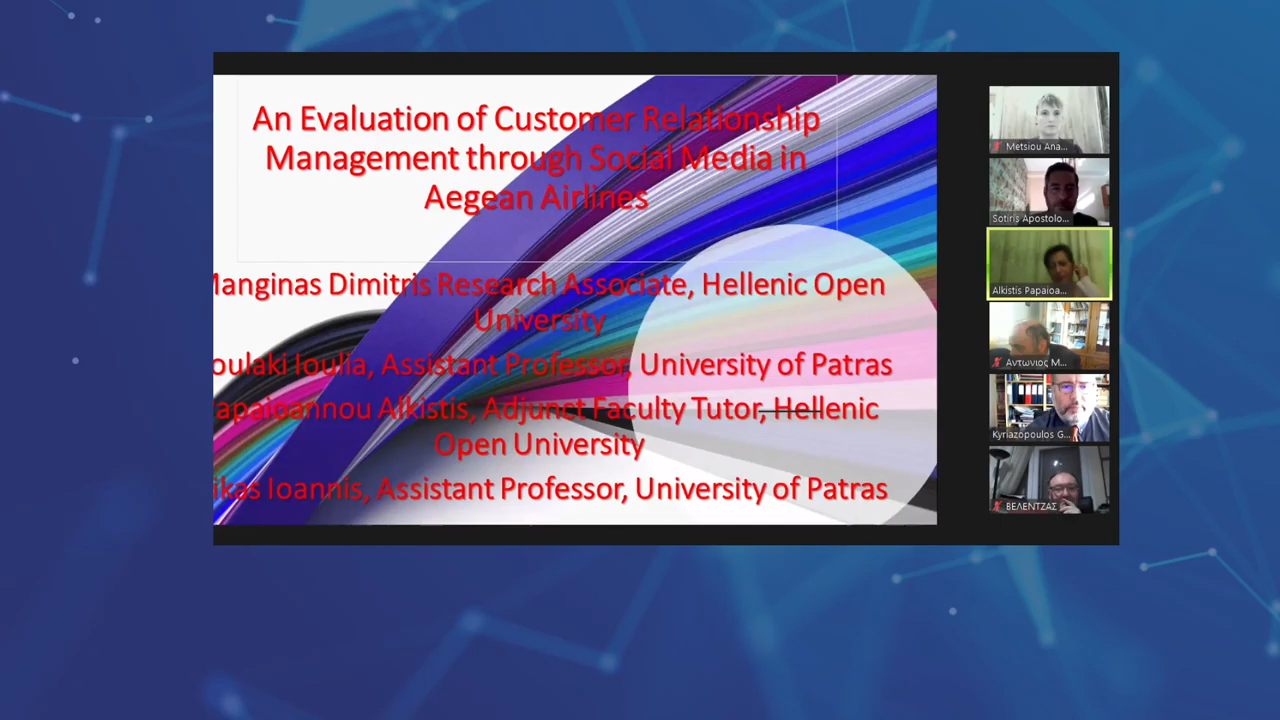 An Evaluation of Customer Relationship
Management through Social Media in
Aegean Airlines
Manginas Dimitris Research Associate, Hellenic Open
University
oulaki Ioulia, Assistant Professor, University of Patras
apaioannou Alkistis, Adjunct Faculty Tutor, Hellenic
Open University
ikas Ioannis, Assistant Professor, University of Patras
Metsiou Ana...
Sotiris Apostolo...
Alkistis Papaioa...
Αντωνιος Μ...
Kyriazopoulos G...
ΒΕΛΕΝΤΖΑΣ